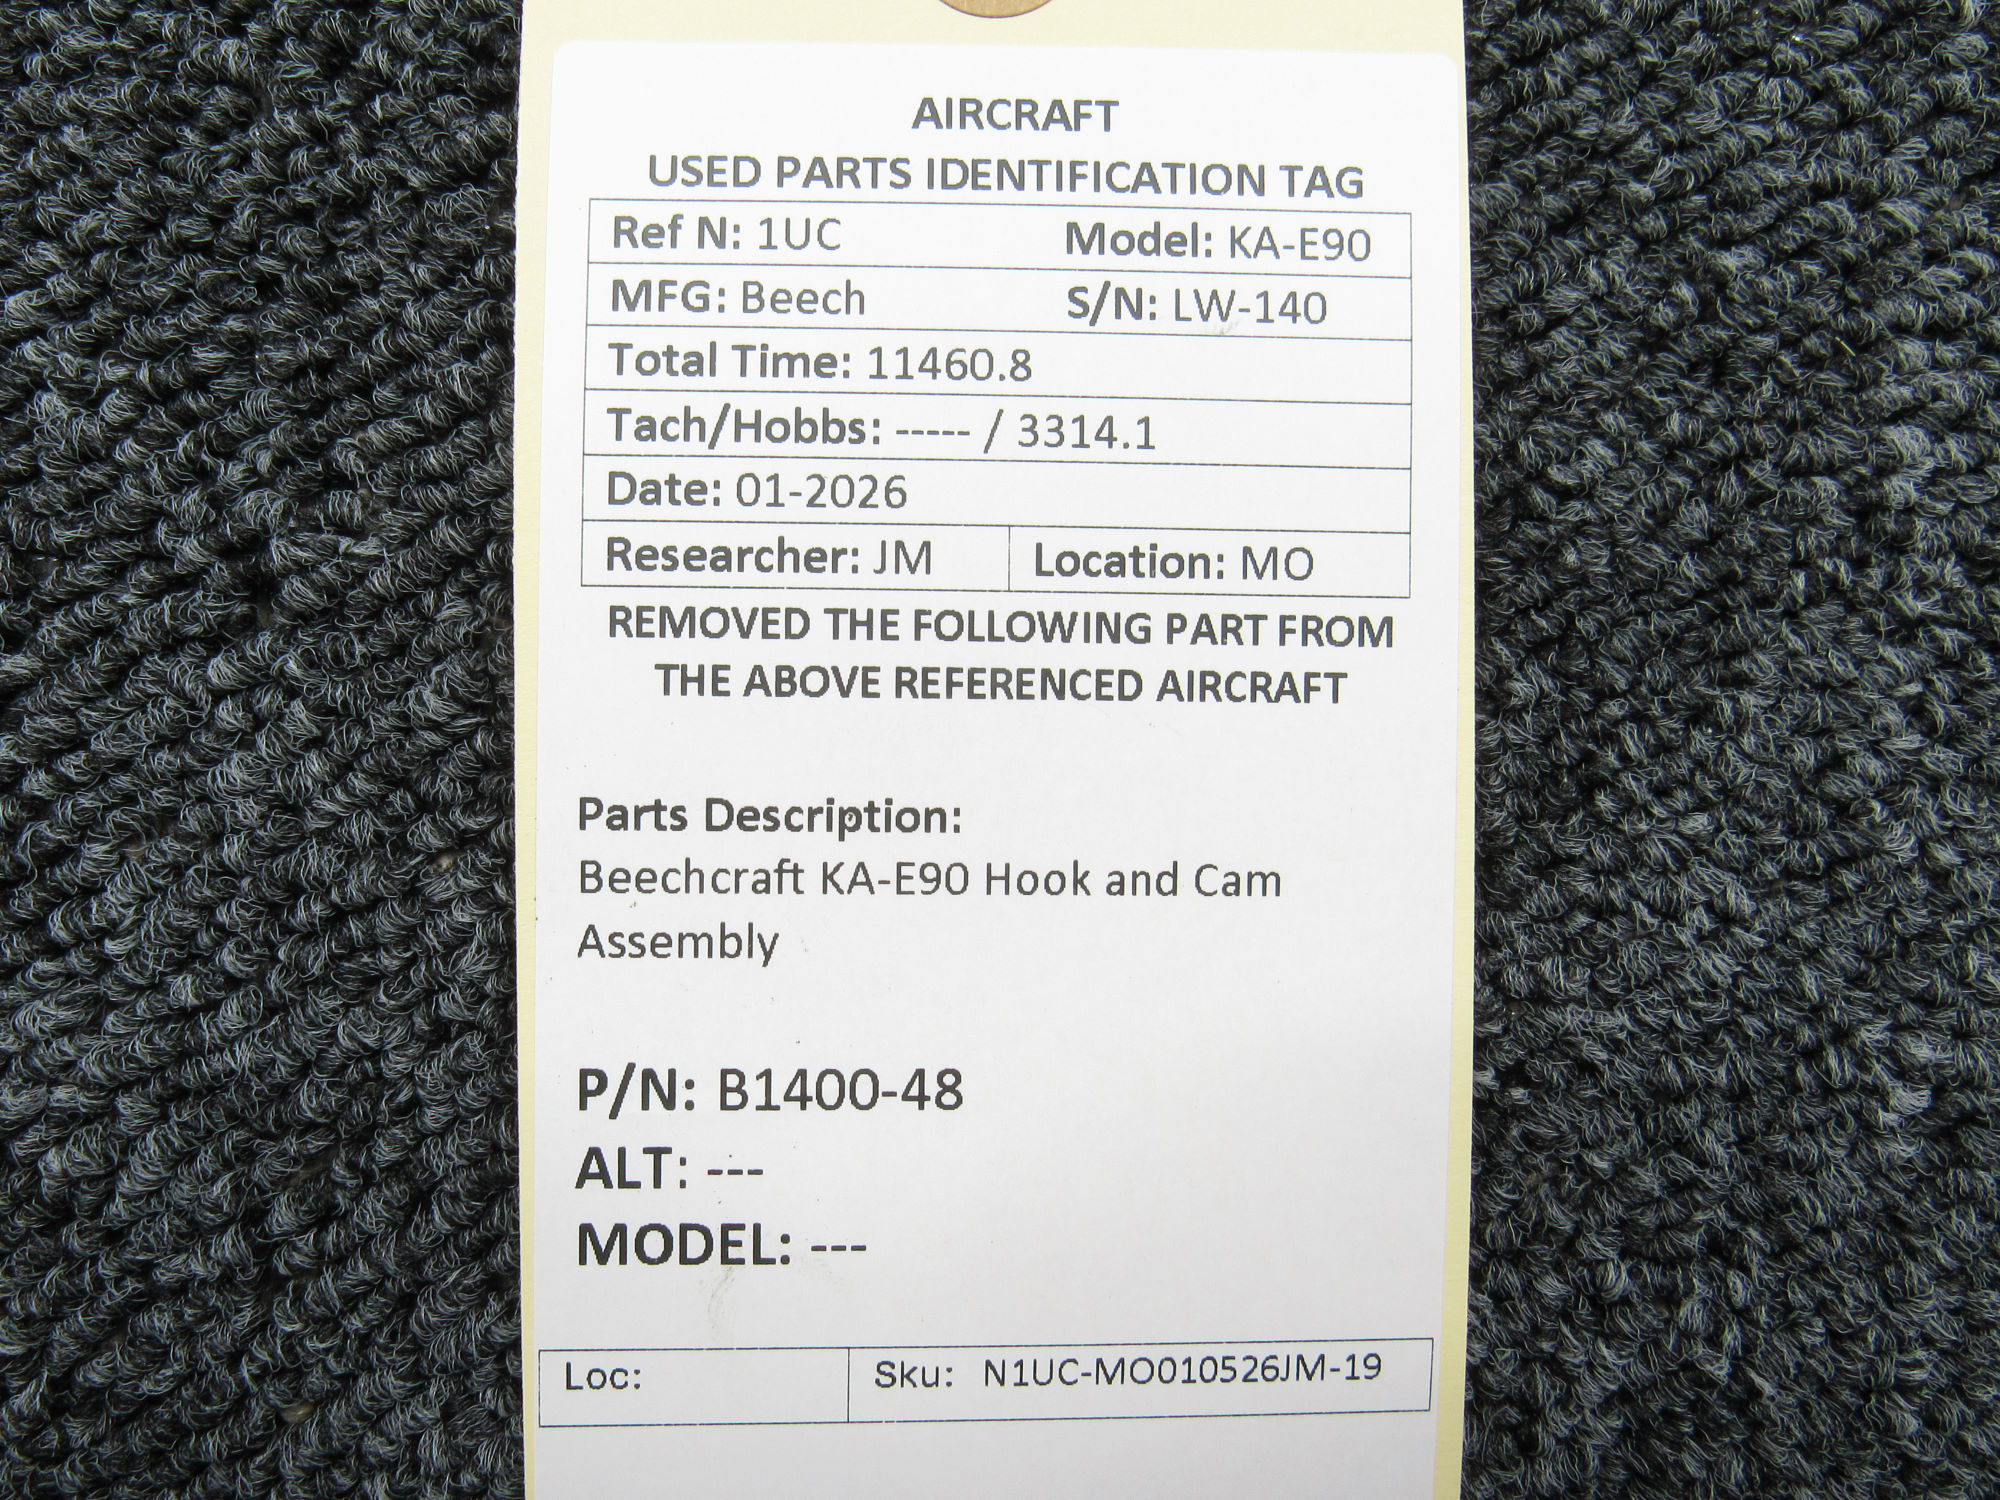 AIRCRAFT
USED PARTS IDENTIFICATION TAG
Ref N: 1UC Model: KA-E90
MFG: Beech S/N: LW-140
Total Time: 11460.8
Tach/Hobbs: ----- / 3314.1
Date: 01-2026
Researcher: JM Location: MO
REMOVED THE FOLLOWING PART FROM
THE ABOVE REFERENCED AIRCRAFT
Parts Description:
Beechcraft KA-E90 Hook and Cam
Assembly
P/N: B1400-48
ALT: ---
MODEL: ---
Loc: Sku: N1UC-MO010526JM-19